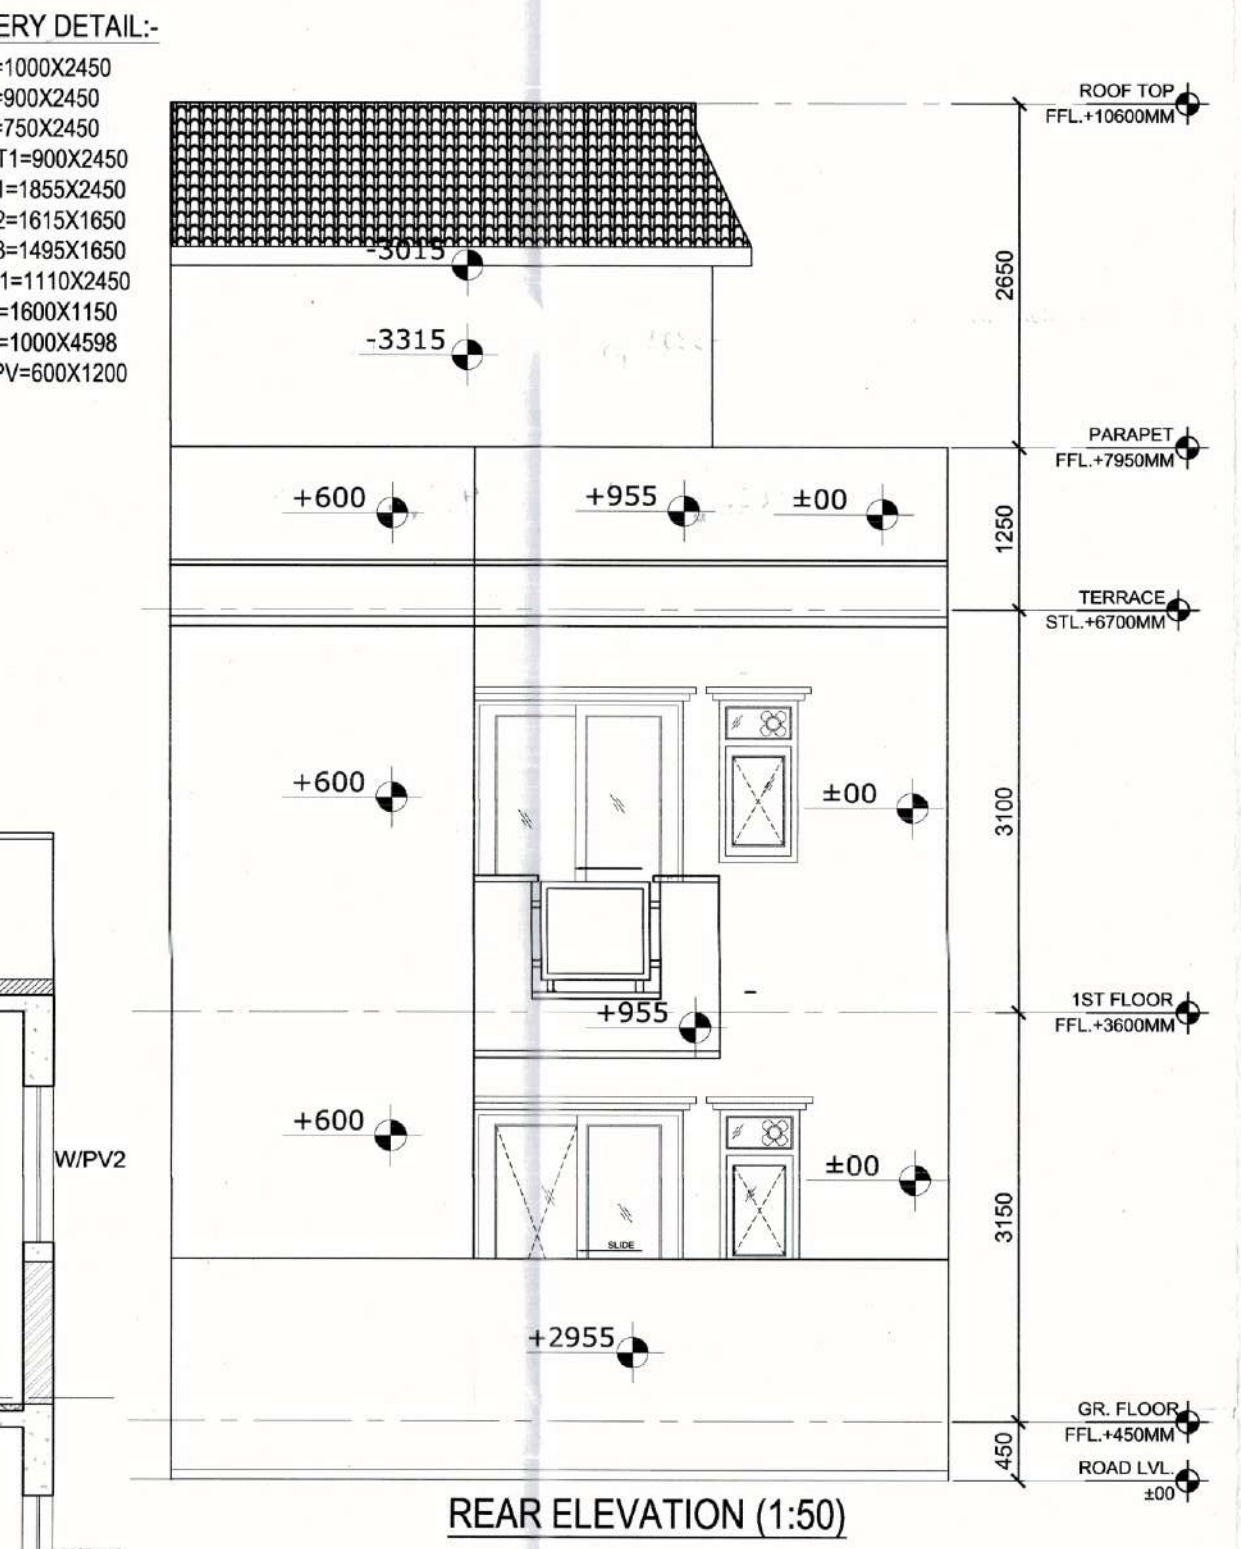 ERY DETAIL:-
=1000X2450
=900X2450
=750X2450
T1=900X2450
1=1855X2450
2=1615X1650
3=1495X1650
1=1110X2450
=1600X1150
=1000X4598
PV=600X1200
ROOF TOP
FFL.+10600MM
-3015
2650
-3315
PARAPET
FFL.+7950MM
+600
+955
±00
1250
TERRACE
STL.+6700MM
+600
±00
3100
1ST FLOOR
FFL.+3600MM
+955
+600
W/PV2
±00
3150
SLIDE
+2955
GR. FLOOR
FFL.+450MM
450
ROAD LVL.
±00
REAR ELEVATION (1:50)